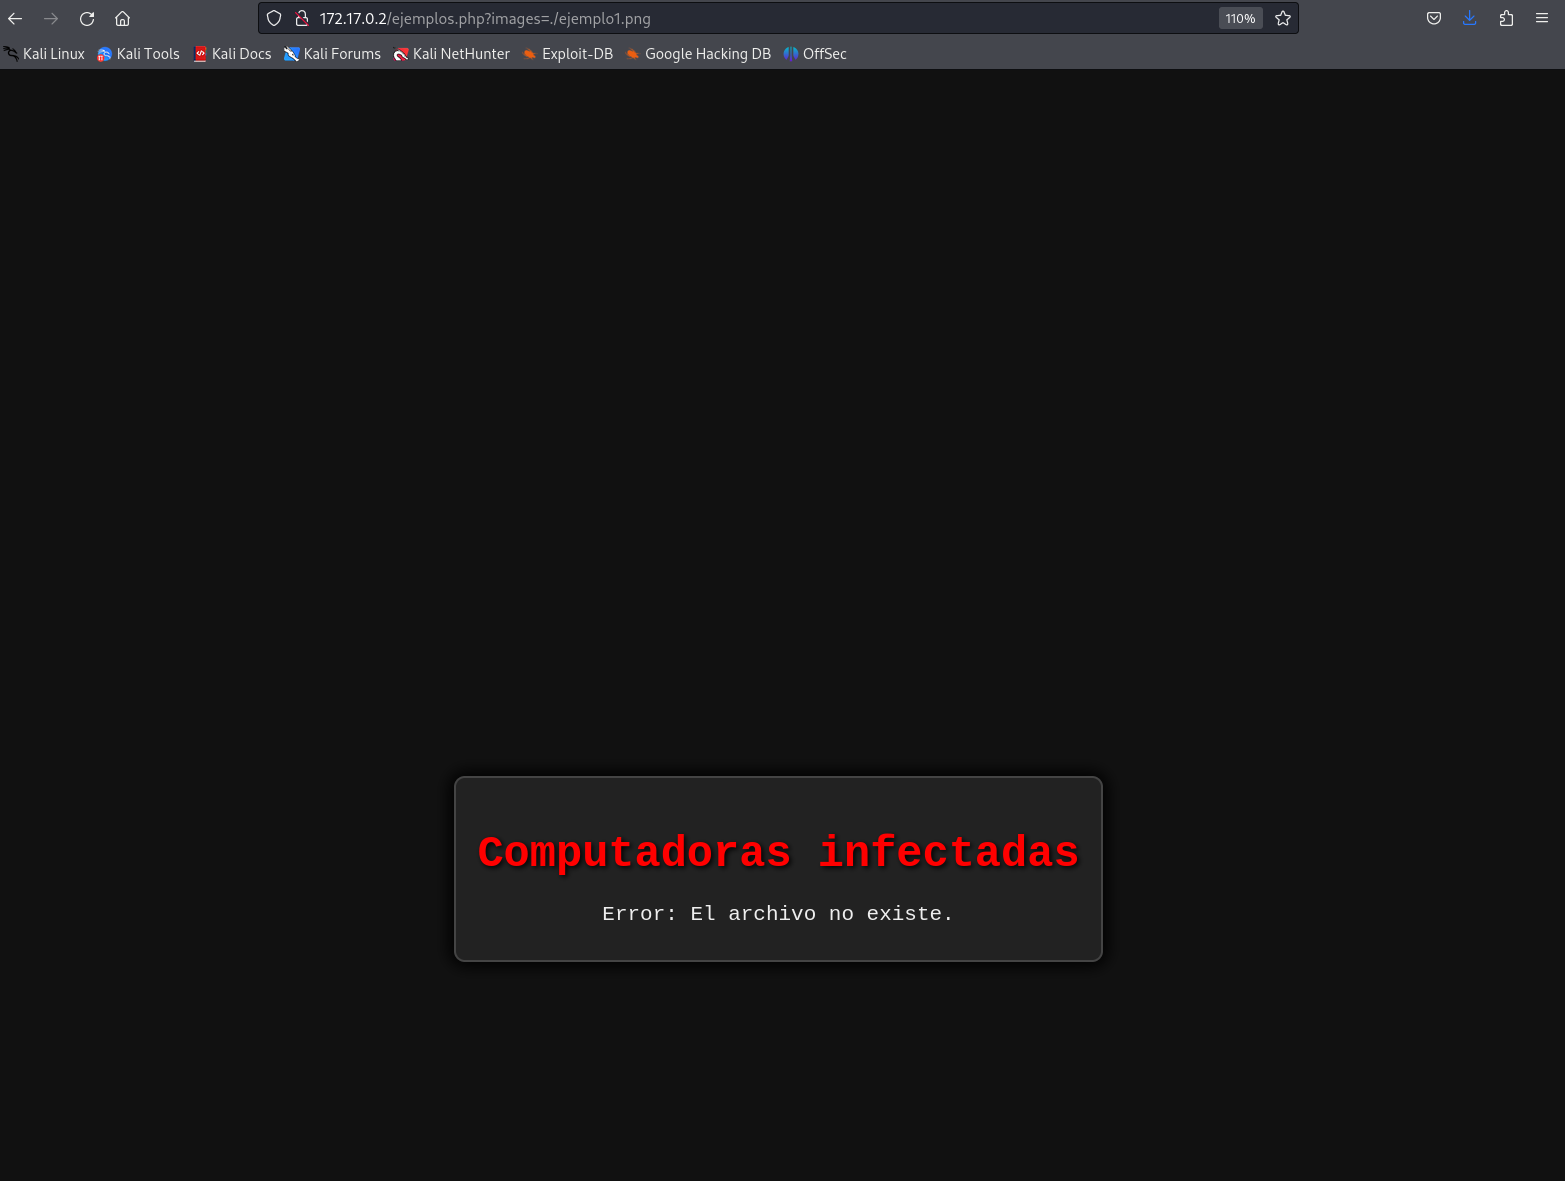 172.17.0.2/ejemplos.php?images=./ejemplo1.png 110%
Kali Linux Kali Tools Kali Docs Kali Forums Kali NetHunter Exploit-DB Google Hacking DB OffSec
Computadoras infectadas
Error: El archivo no existe.